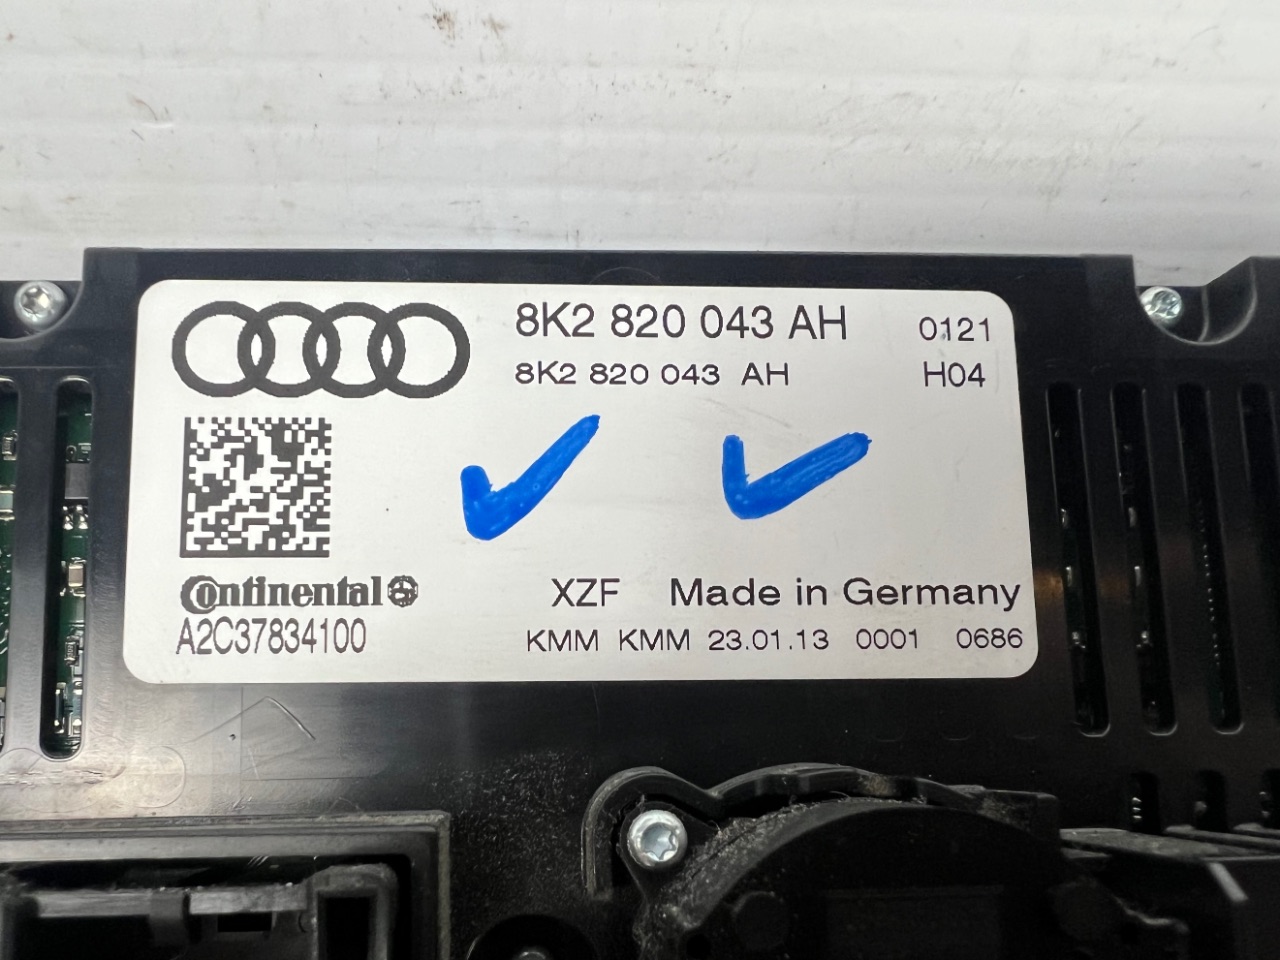 8K2 820 043 AH 0121
8K2 820 043 AH H04
Continental
XZF Made in Germany
A2C37834100
KMM KMM 23.01.13 0001 0686